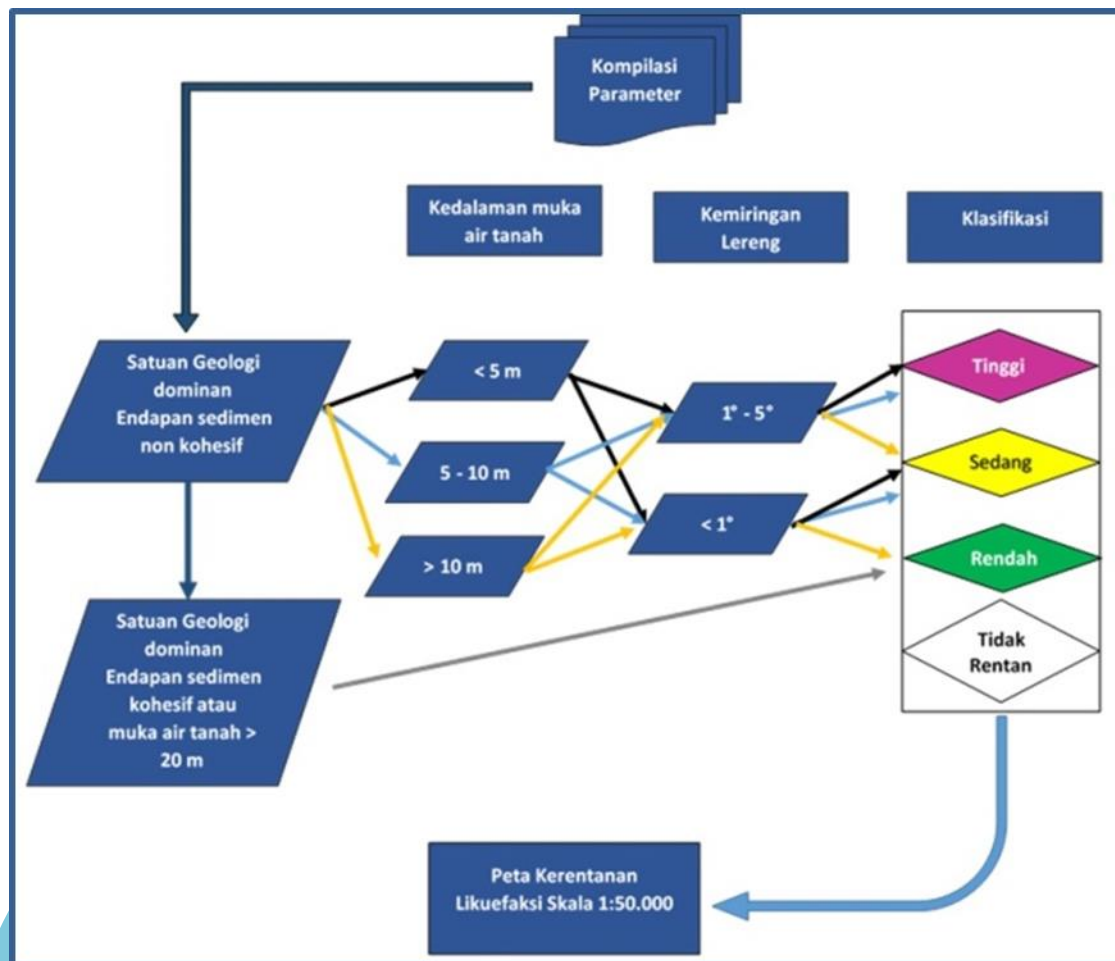 Kompilasi
Parameter
Kedalaman muka
air tanah
Kemiringan
Lereng
Klasifikasi
Satuan Geologi
dominan
Endapan sedimen
non kohesif
< 5 m
5 - 10 m
> 10 m
1° - 5°
< 1°
Tinggi
Sedang
Rendah
Tidak
Rentan
Satuan Geologi
dominan
Endapan sedimen
kohesif atau
muka air tanah >
20 m
Peta Kerentanan
Likuefaksi Skala 1:50.000